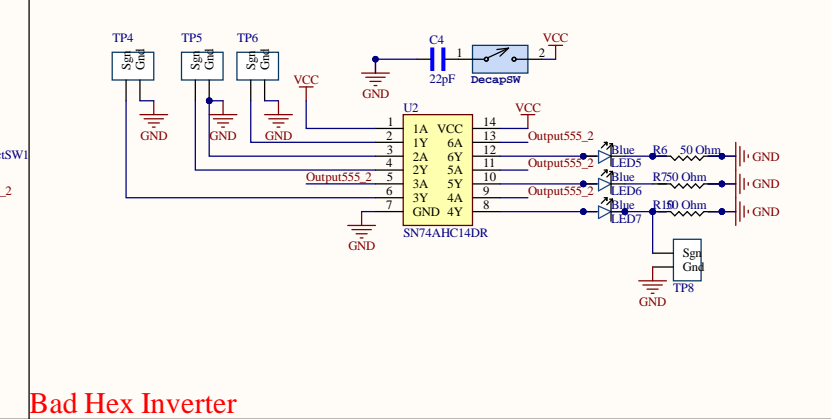 TP4
TP5
TP6
Sgn
Gnd
Sgn
Gnd
Sgn
Gnd
C4
22pF
1
DecapSW
2
VCC
GND
VCC
GND
GND
GND
U2
VCC
1 1A VCC 14
2 1Y 6A 13 Output555_2
3 2A 6Y 12 Blue LED5 R6 50 Ohm GND
4 2Y 5A 11 Output555_2
Output555_2 5 3A 5Y 10 Blue LED6 R7 50 Ohm GND
6 3Y 4A 9 Output555_2
7 GND 4Y 8 Blue LED7 50 Ohm GND
GND
SN74AHC14DR
Sgn
Gnd
TP8
GND
tSW1
_2
Bad Hex Inverter